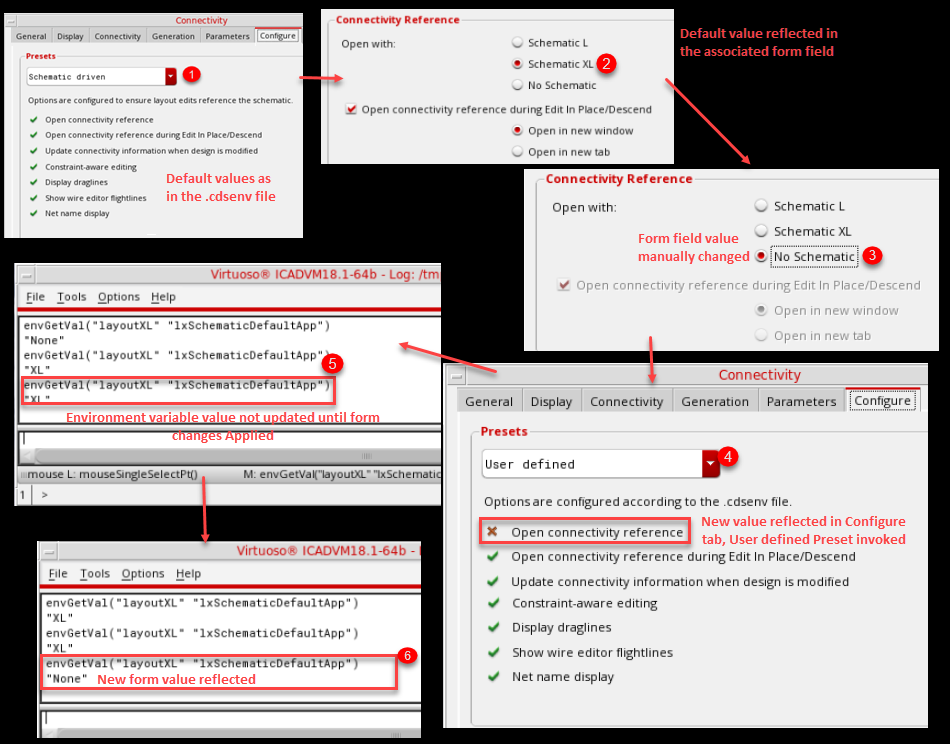 Connectivity
General Display Connectivity Generation Parameters Configure
Presets
Schematic driven
1
Options are configured to ensure layout edits reference the schematic.
Open connectivity reference
Open connectivity reference during Edit In Place/Descend
Update connectivity information when design is modified
Constraint-aware editing
Display draglines
Show wire editor flightlines
Net name display
Default values as
in the .cdsenv file
Connectivity Reference
Open with:
Schematic L
Schematic XL
2
No Schematic
Open connectivity reference during Edit In Place/Descend
Open in new window
Open in new tab
Default value reflected in
the associated form field
Connectivity Reference
Open with:
Schematic L
Schematic XL
Form field value
manually changed
No Schematic
3
Open connectivity reference during Edit In Place/Descend
Open in new window
Open in new tab
Connectivity
General Display Connectivity Generation Parameters Configure
Presets
User defined
4
Options are configured according to the .cdsenv file.
Open connectivity reference
New value reflected in Configure
tab, User defined Preset invoked
Open connectivity reference during Edit In Place/Descend
Update connectivity information when design is modified
Constraint-aware editing
Display draglines
Show wire editor flightlines
Net name display
Virtuoso® ICADVM18.1-64b - Log: /tmp
File Tools Options Help
envGetVal("layoutXL" "lxSchematicDefaultApp")
"None"
envGetVal("layoutXL" "lxSchematicDefaultApp")
"XL"
5
envGetVal("layoutXL" "lxSchematicDefaultApp")
"XL"
Environment variable value not updated until form
changes Applied
mouse L: mouseSingleSelectPt() M: envGetVal("layoutXL" "lxSchematic
1 >
Virtuoso® ICADVM18.1-64b -
File Tools Options Help
envGetVal("layoutXL" "lxSchematicDefaultApp")
"XL"
envGetVal("layoutXL" "lxSchematicDefaultApp")
"XL"
envGetVal("layoutXL" "lxSchematicDefaultApp")
6
"None" New form value reflected